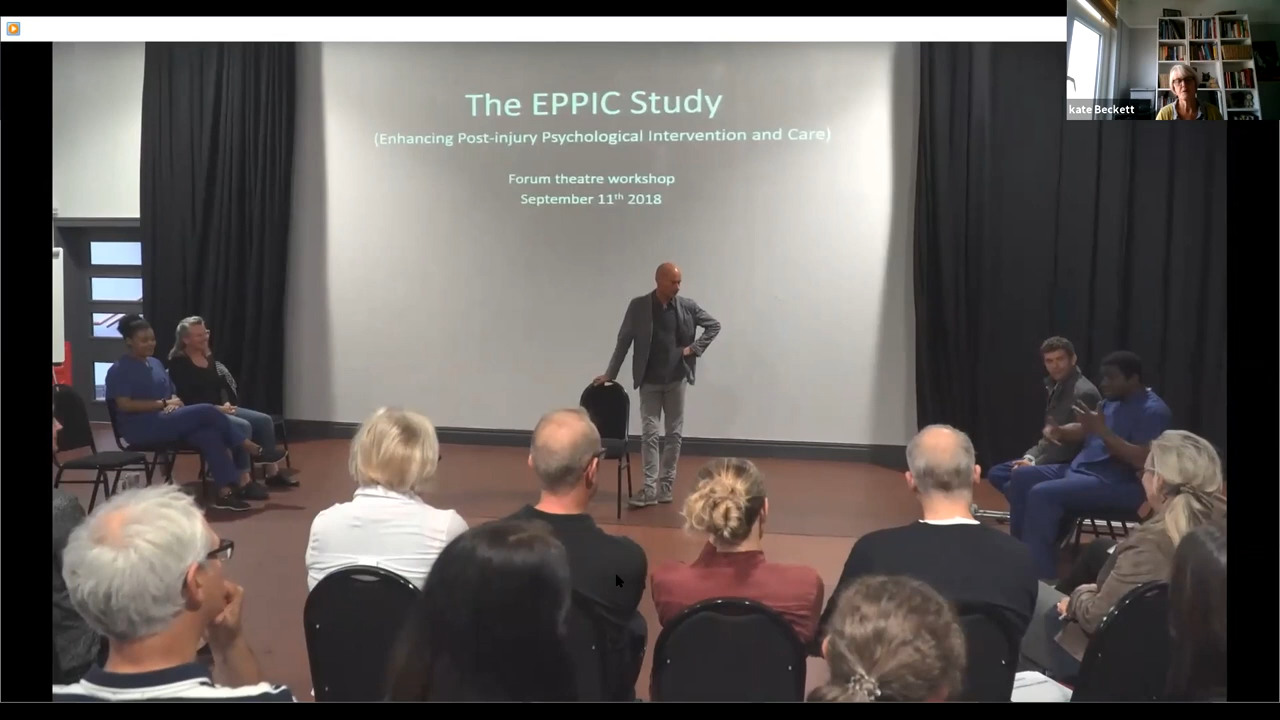 The EPPIC Study
(Enhancing Post-injury Psychological Intervention and Care)
Forum theatre workshop
September 11th 2018
kate Beckett